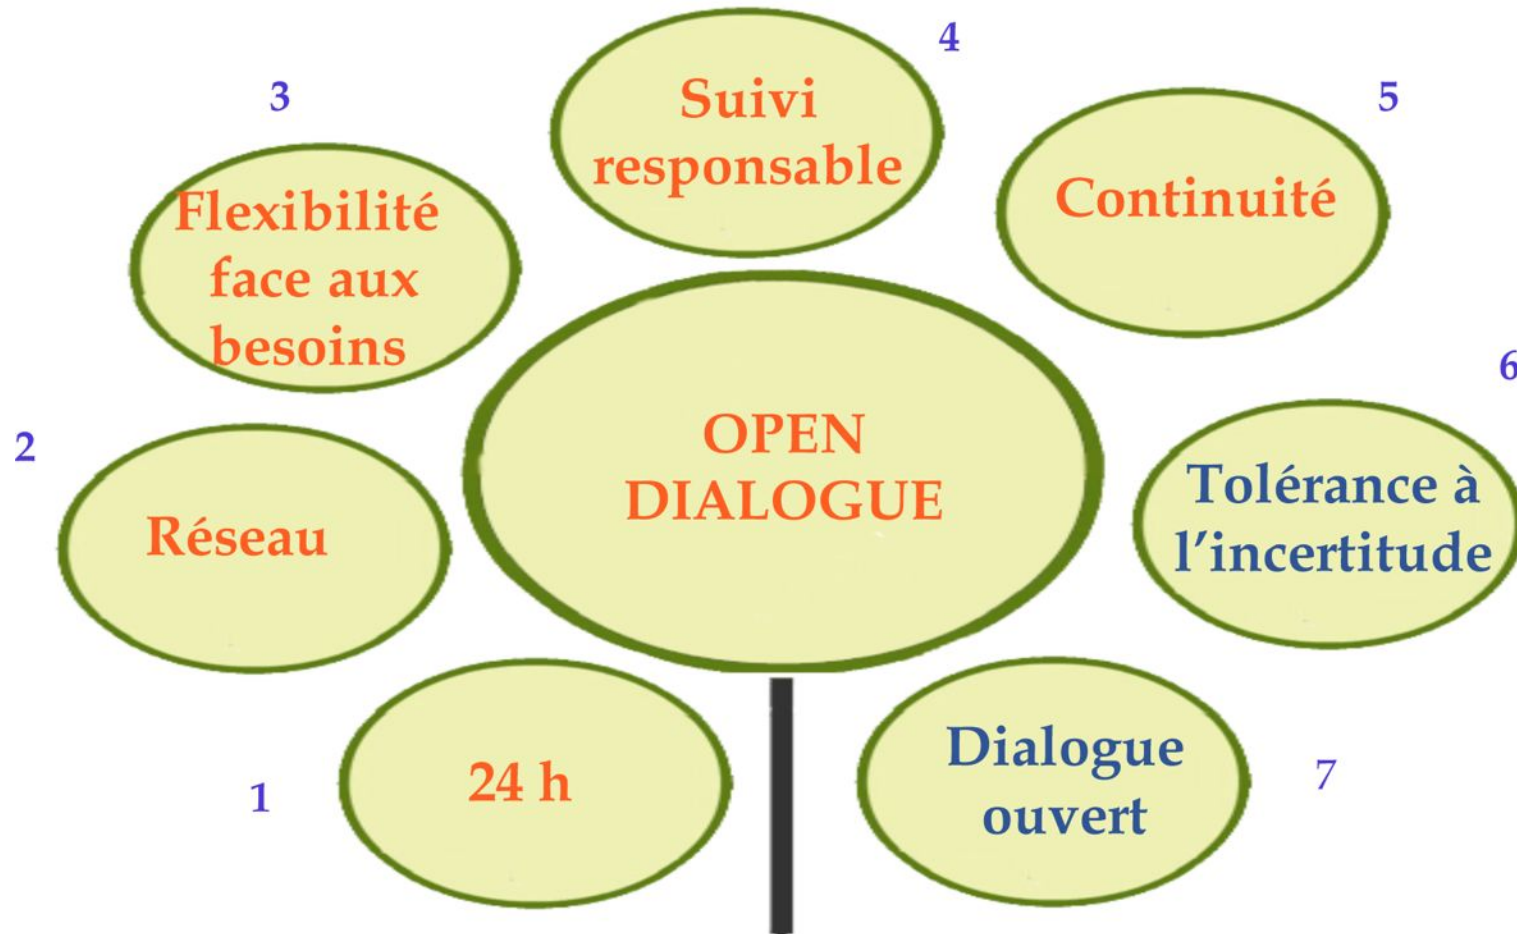 4
Suivi
responsable
3
Flexibilité
face aux
besoins
5
Continuité
OPEN
DIALOGUE
6
Tolérance à
l’incertitude
2
Réseau
1
24 h
Dialogue
ouvert
7